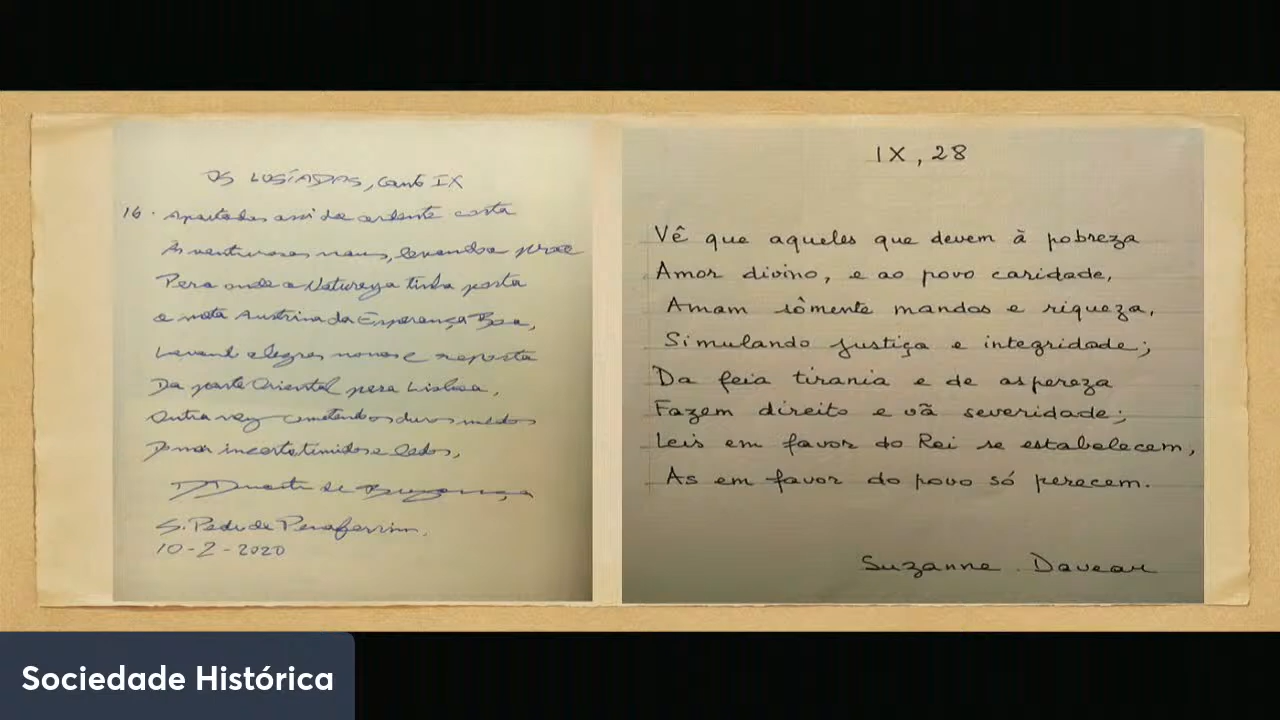 OS LUSÍADAS, Canto IX
16. Apartadas assi da ardente costa
As venturosas naus, levando a proa
Pera onde a Natureza tinha posta
A meta Austrina da Esperança Boa,
Levand alegres novas e reposta
Da parte Oriental pera Lisboa,
Outra vez cometendo os duros medos
Do mar incerto, timidos e ledos,
D Duarte de Bragança
S. Pedro de Penaferrim,
10-2-2020
IX, 28
Vê que aqueles que devem à pobreza
Amor divino, e ao povo caridade,
Amam sòmente mandos e riqueza,
Simulando justiça e integridade;
Da feia tirania e de aspereza
Fazem direito e vã severidade;
Leis em favor do Rei se estabelecem,
As em favor do povo só perecem.
Suzanne Daveau
Sociedade Histórica